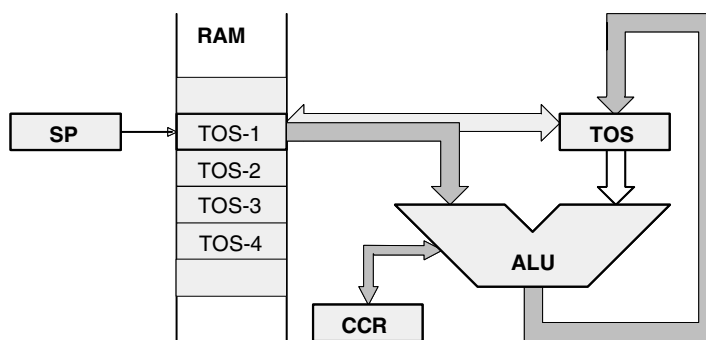 RAM
SP
TOS-1
TOS
TOS-2
TOS-3
TOS-4
ALU
CCR